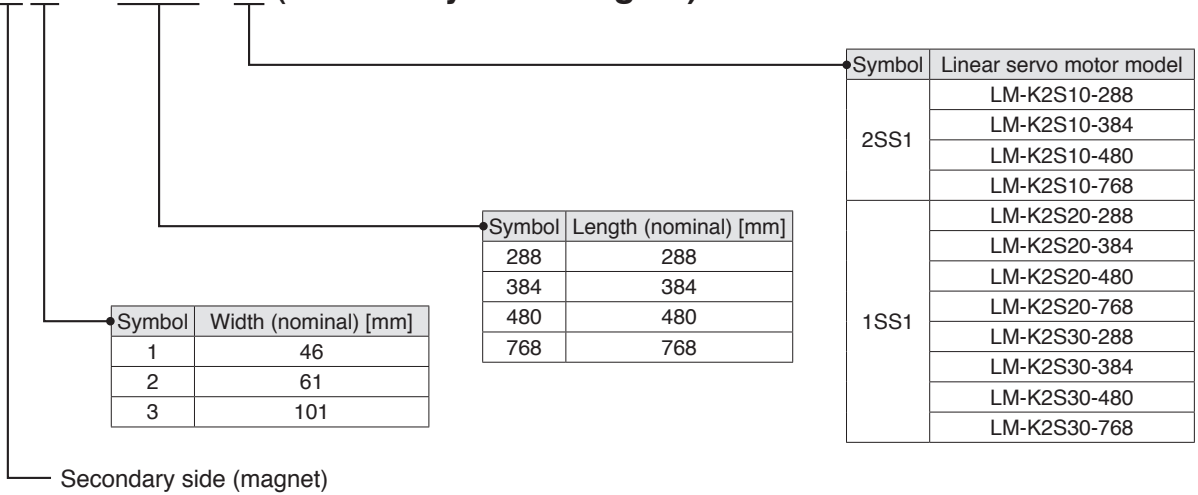 Symbol Linear servo motor model
2SS1
LM-K2S10-288
LM-K2S10-384
LM-K2S10-480
LM-K2S10-768
1SS1
LM-K2S20-288
LM-K2S20-384
LM-K2S20-480
LM-K2S20-768
LM-K2S30-288
LM-K2S30-384
LM-K2S30-480
LM-K2S30-768
Symbol Length (nominal) [mm]
288 288
384 384
480 480
768 768
Symbol Width (nominal) [mm]
1 46
2 61
3 101
Secondary side (magnet)